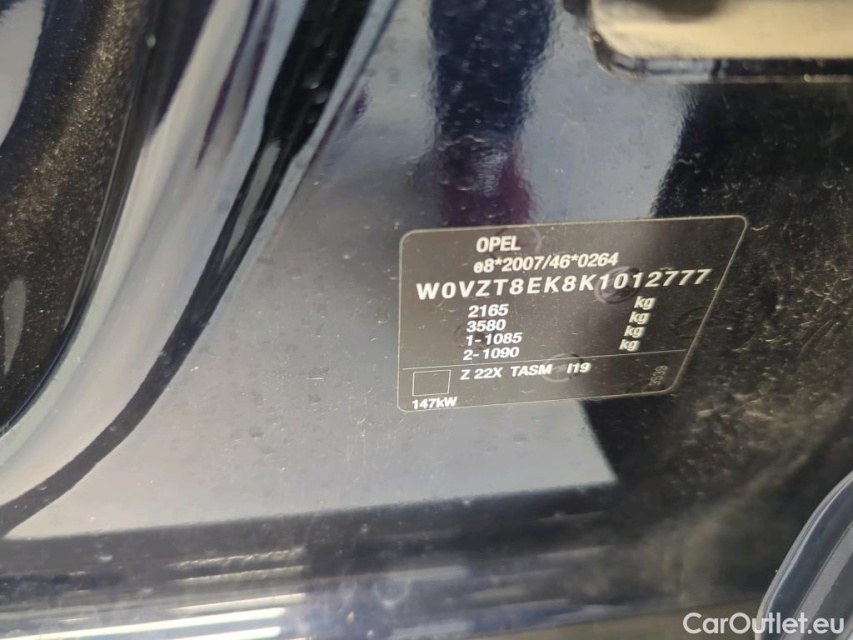 OPEL
e8*2007/46*0264
W0VZT8EK8K1012777
2165 kg
3580 kg
1-1085 kg
2-1090 kg
Z 22X TASM I19
147kW
CarOutlet.eu